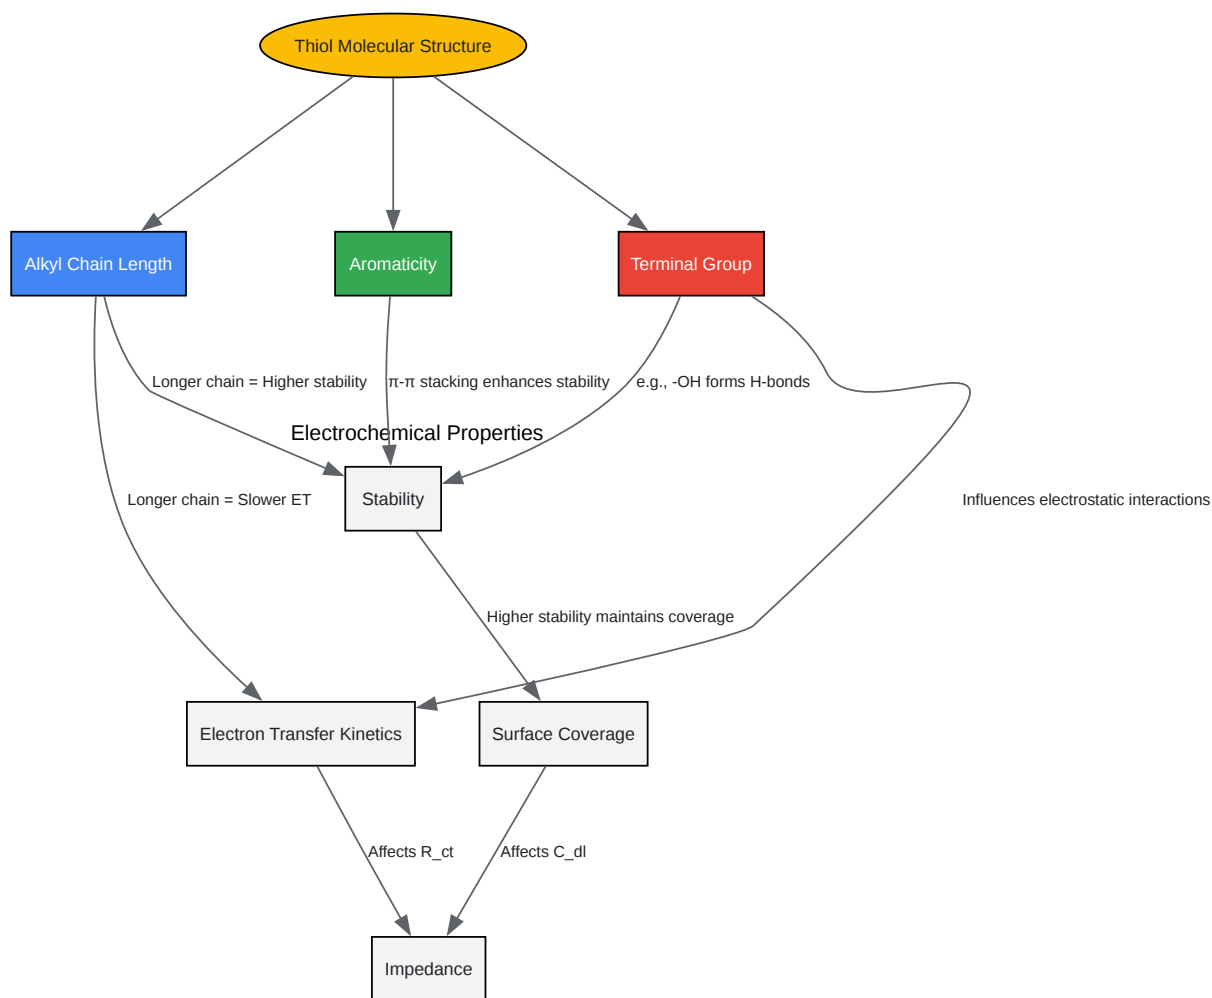 Thiol Molecular Structure
Alkyl Chain Length
Aromaticity
Terminal Group
Longer chain = Higher stability
π-π stacking enhances stability
e.g., -OH forms H-bonds
Electrochemical Properties
Stability
Longer chain = Slower ET
Influences electrostatic interactions
Higher stability maintains coverage
Electron Transfer Kinetics
Surface Coverage
Affects R_ct
Affects C_dl
Impedance